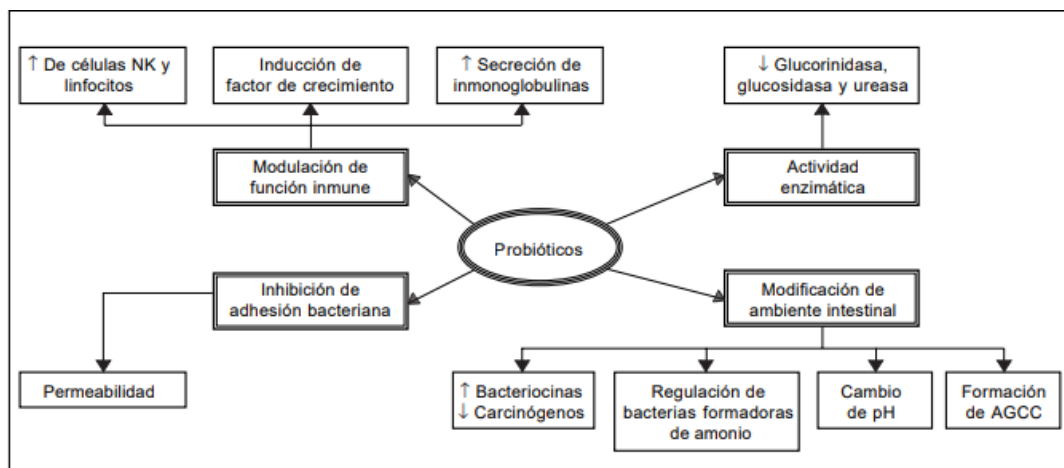 ↑ De células NK y
linfocitos
Inducción de
factor de crecimiento
↑ Secreción de
inmonoglobulinas
↓ Glucorinidasa,
glucosidasa y ureasa
Modulación de
función inmune
Actividad
enzimática
Probióticos
Inhibición de
adhesión bacteriana
Modificación de
ambiente intestinal
Permeabilidad
↑ Bacteriocinas
↓ Carcinógenos
Regulación de
bacterias formadoras
de amonio
Cambio
de pH
Formación
de AGCC